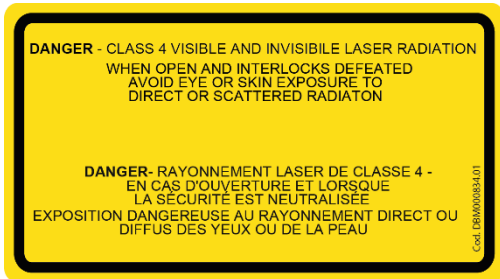 DANGER - CLASS 4 VISIBLE AND INVISIBILE LASER RADIATION
WHEN OPEN AND INTERLOCKS DEFEATED
AVOID EYE OR SKIN EXPOSURE TO
DIRECT OR SCATTERED RADIATON
DANGER- RAYONNEMENT LASER DE CLASSE 4 -
EN CAS D'OUVERTURE ET LORSQUE
LA SÉCURITÉ EST NEUTRALISÉE
EXPOSITION DANGEREUSE AU RAYONNEMENT DIRECT OU
DIFFUS DES YEUX OU DE LA PEAU
Cod. DBM000834.01